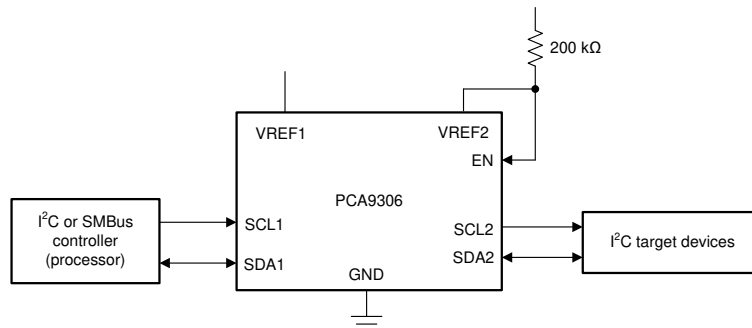 200 kΩ
VREF1
VREF2
EN
PCA9306
I²C or SMBus
controller
(processor)
SCL1
SDA1
SCL2
SDA2
I²C target devices
GND